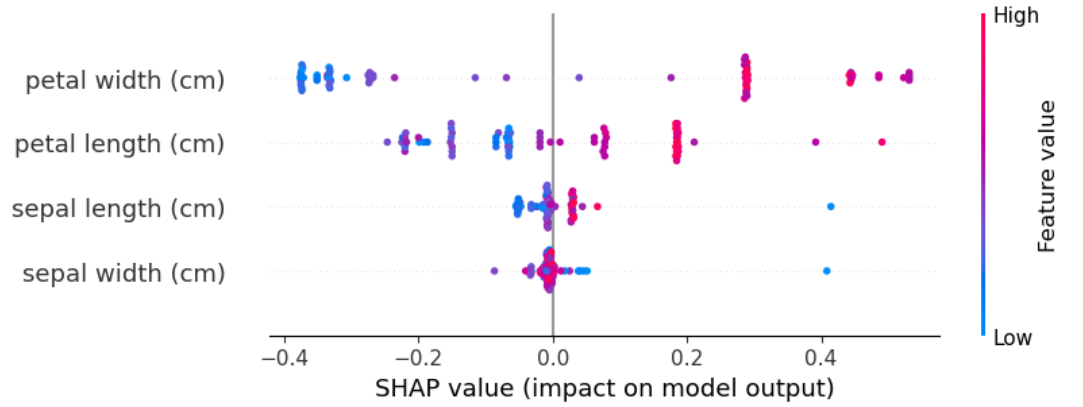 High
petal width (cm)
petal length (cm)
sepal length (cm)
sepal width (cm)
Feature value
Low
−0.4 −0.2 0.0 0.2 0.4
SHAP value (impact on model output)